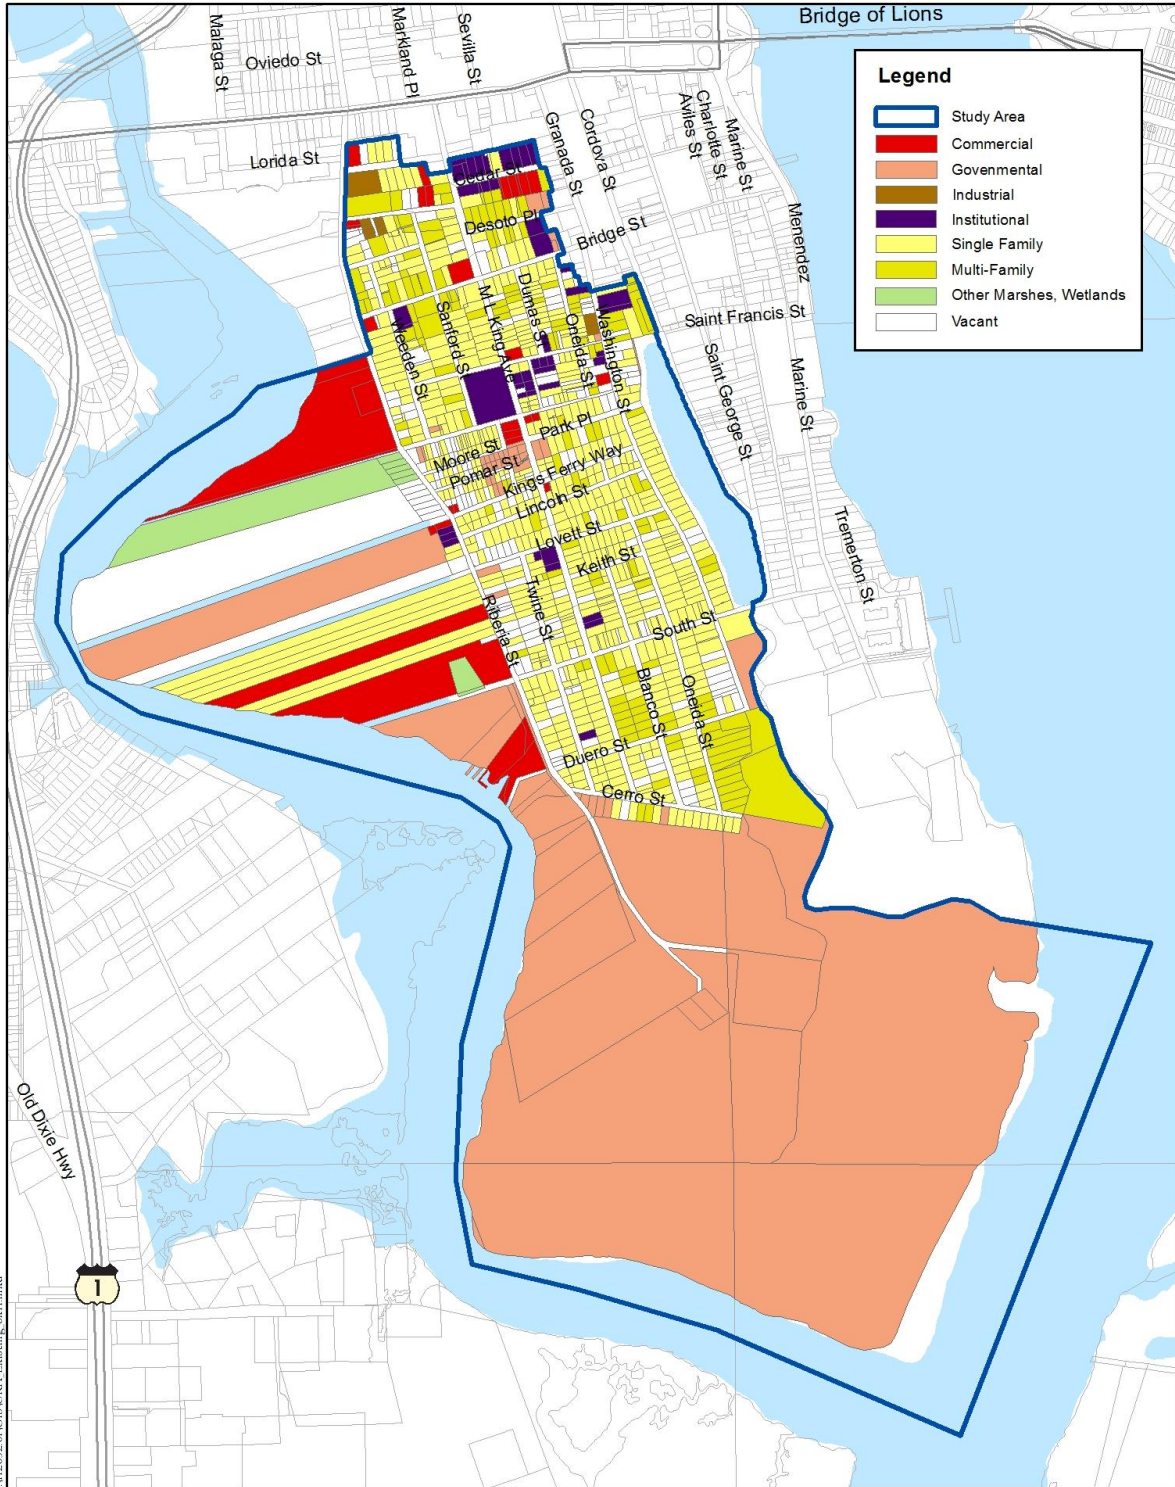 Bridge of Lions
Malaga St
Oviedo St
Markland Pl
Sevilla St
Legend
Study Area
Commercial
Govenmental
Industrial
Institutional
Single Family
Multi-Family
Other Marshes, Wetlands
Vacant
Lorida St
Cedar St
Granada St
Cordova St
Aviles St
Charlotte St
Marine St
Desoto Pl
Bridge St
Menendez
Weeden St
Sanford St
M L King Ave
Dumas St
Oneida St
Washington St
Saint Francis St
Saint George St
Marine St
Park Pl
Moore St
Pomar St
Kings Ferry Way
Lincoln St
Lovett St
Keith St
Tremerton St
Riberia St
Twine St
South St
Blanco St
Oneida St
Duero St
Cerro St
Old Dixie Hwy
1